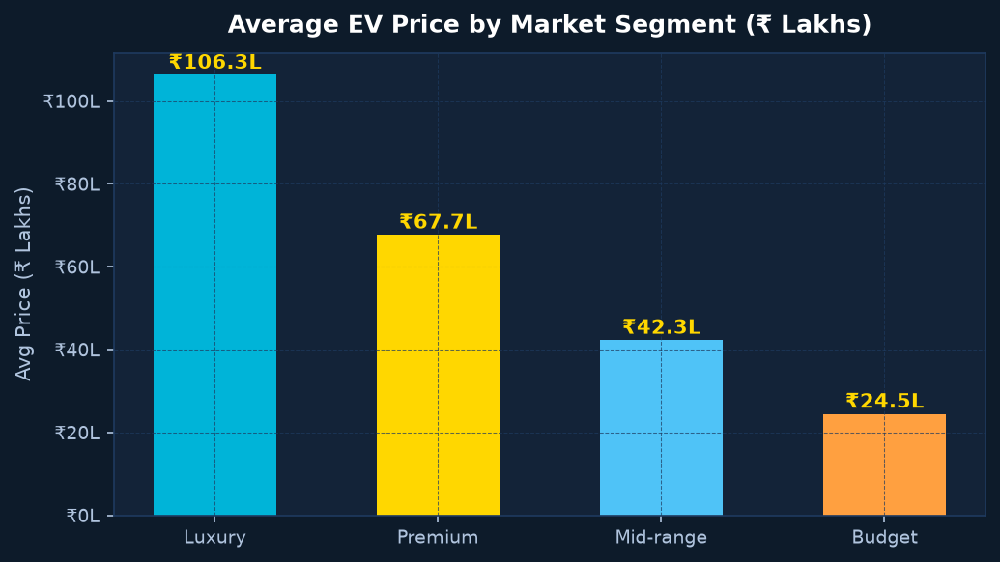 Average EV Price by Market Segment (₹ Lakhs)
₹106.3L
₹67.7L
₹42.3L
₹24.5L
Avg Price (₹ Lakhs)
₹100L
₹80L
₹60L
₹40L
₹20L
₹0L
Luxury
Premium
Mid-range
Budget